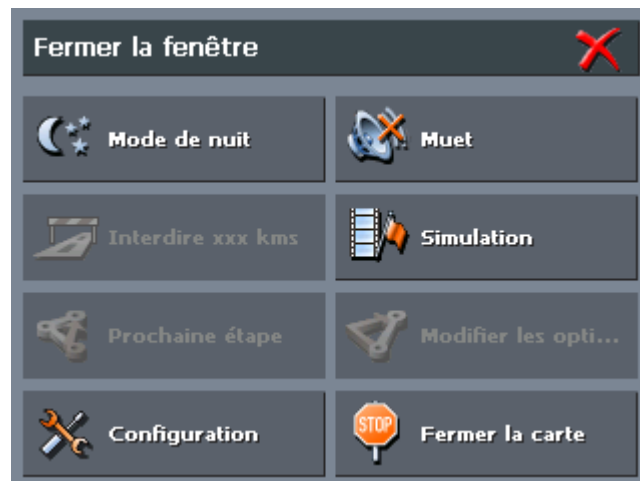 Fermer la fenêtre
Mode de nuit
Muet
Interdire xxx kms
Simulation
Prochaine étape
Modifier les opti...
Configuration
STOP
Fermer la carte